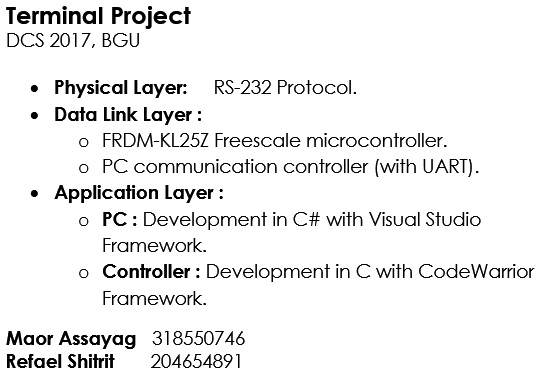 Terminal Project
DCS 2017, BGU
• Physical Layer: RS-232 Protocol.
• Data Link Layer :
o FRDM-KL25Z Freescale microcontroller.
o PC communication controller (with UART).
• Application Layer :
o PC : Development in C# with Visual Studio
Framework.
o Controller : Development in C with CodeWarrior
Framework.
Maor Assayag 318550746
Refael Shitrit 204654891